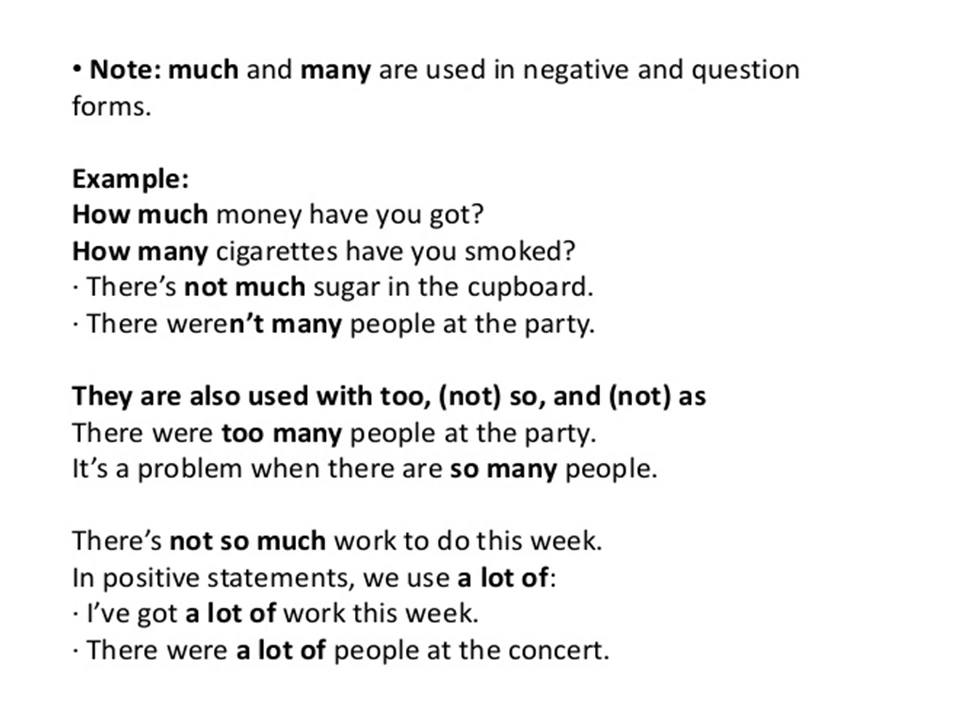 • Note: much and many are used in negative and question
forms.
Example:
How much money have you got?
How many cigarettes have you smoked?
· There’s not much sugar in the cupboard.
· There weren’t many people at the party.
They are also used with too, (not) so, and (not) as
There were too many people at the party.
It’s a problem when there are so many people.
There’s not so much work to do this week.
In positive statements, we use a lot of:
· I’ve got a lot of work this week.
· There were a lot of people at the concert.